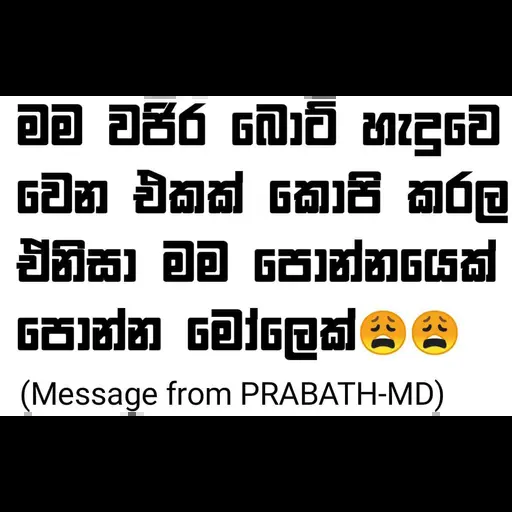 මම වජිර බොට් හැදුවෙ
වෙන එකක් කොපි කරල
ඒනිසා මම පොන්නයෙක්
පොන්න මෝලෙක්😩😩
(Message from PRABATH-MD)